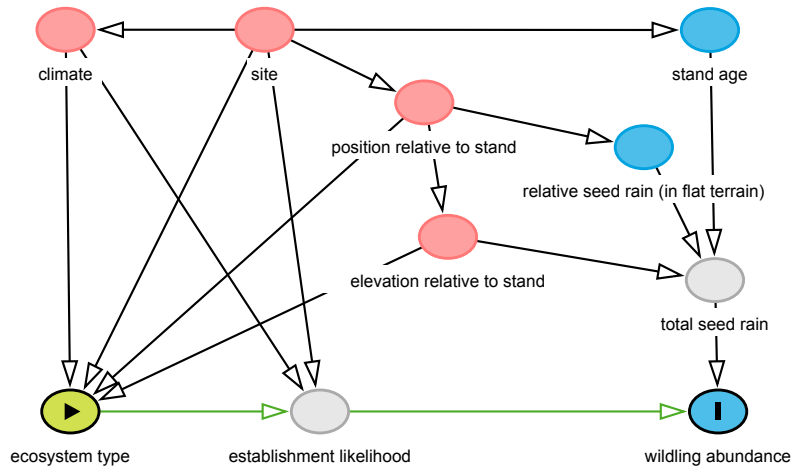 climate
site
stand age
position relative to stand
relative seed rain (in flat terrain)
elevation relative to stand
total seed rain
ecosystem type
establishment likelihood
wildling abundance